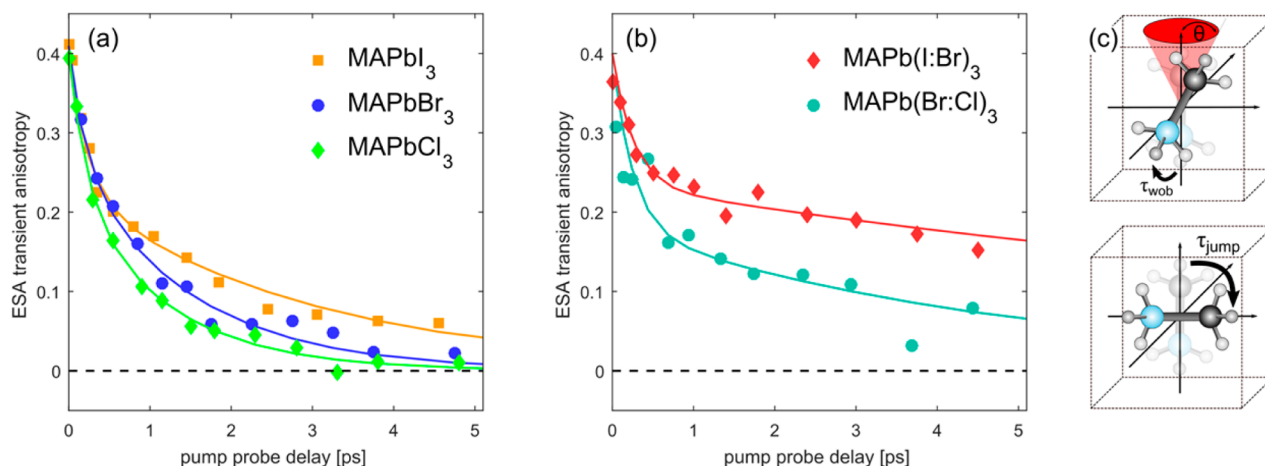 (a)
MAPbI3
MAPbBr3
MAPbCl3
ESA transient anisotropy
0.4
0.3
0.2
0.1
0
0 1 2 3 4 5
pump probe delay [ps]
(b)
MAPb(I:Br)3
MAPb(Br:Cl)3
ESA transient anisotropy
0.4
0.3
0.2
0.1
0
0 1 2 3 4 5
pump probe delay [ps]
(c)
θ
τwob
τjump